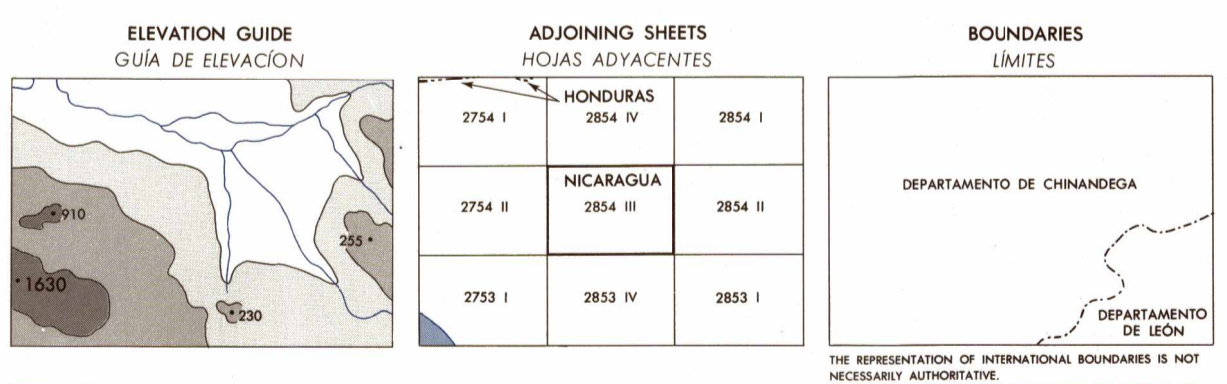 ELEVATION GUIDE
GUÍA DE ELEVACÍON
910
255
1630
230
ADJOINING SHEETS
HOJAS ADYACENTES
HONDURAS
2754 I
2854 IV
2854 I
NICARAGUA
2754 II
2854 III
2854 II
2753 I
2853 IV
2853 I
BOUNDARIES
LÍMITES
DEPARTAMENTO DE CHINANDEGA
DEPARTAMENTO
DE LEÓN
THE REPRESENTATION OF INTERNATIONAL BOUNDARIES IS NOT
NECESSARILY AUTHORITATIVE.